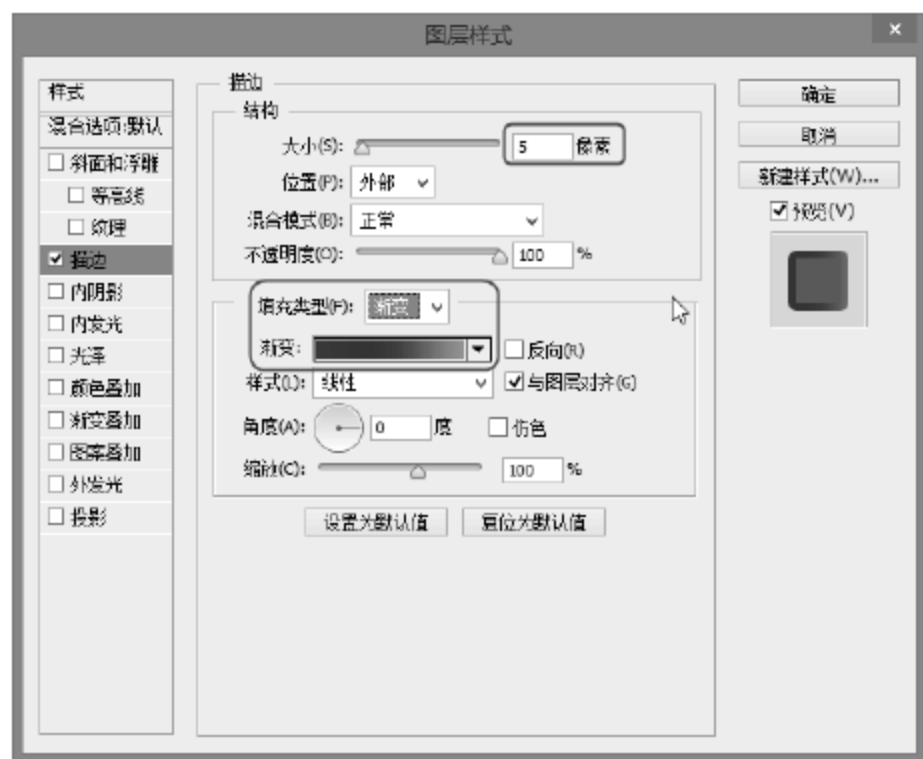 图层样式
×
样式
混合选项:默认
斜面和浮雕
等高线
纹理
描边
内阴影
内发光
光泽
颜色叠加
渐变叠加
图案叠加
外发光
投影
描边
结构
大小(S): 5 像素
位置(P): 外部
混合模式(B): 正常
不透明度(O): 100 %
填充类型(F): 渐变
渐变: 反向(R)
样式(L): 线性 与图层对齐(G)
角度(A): 0 度 仿色
缩放(C): 100 %
设置为默认值 复位为默认值
确定
取消
新建样式(W)...
预览(V)